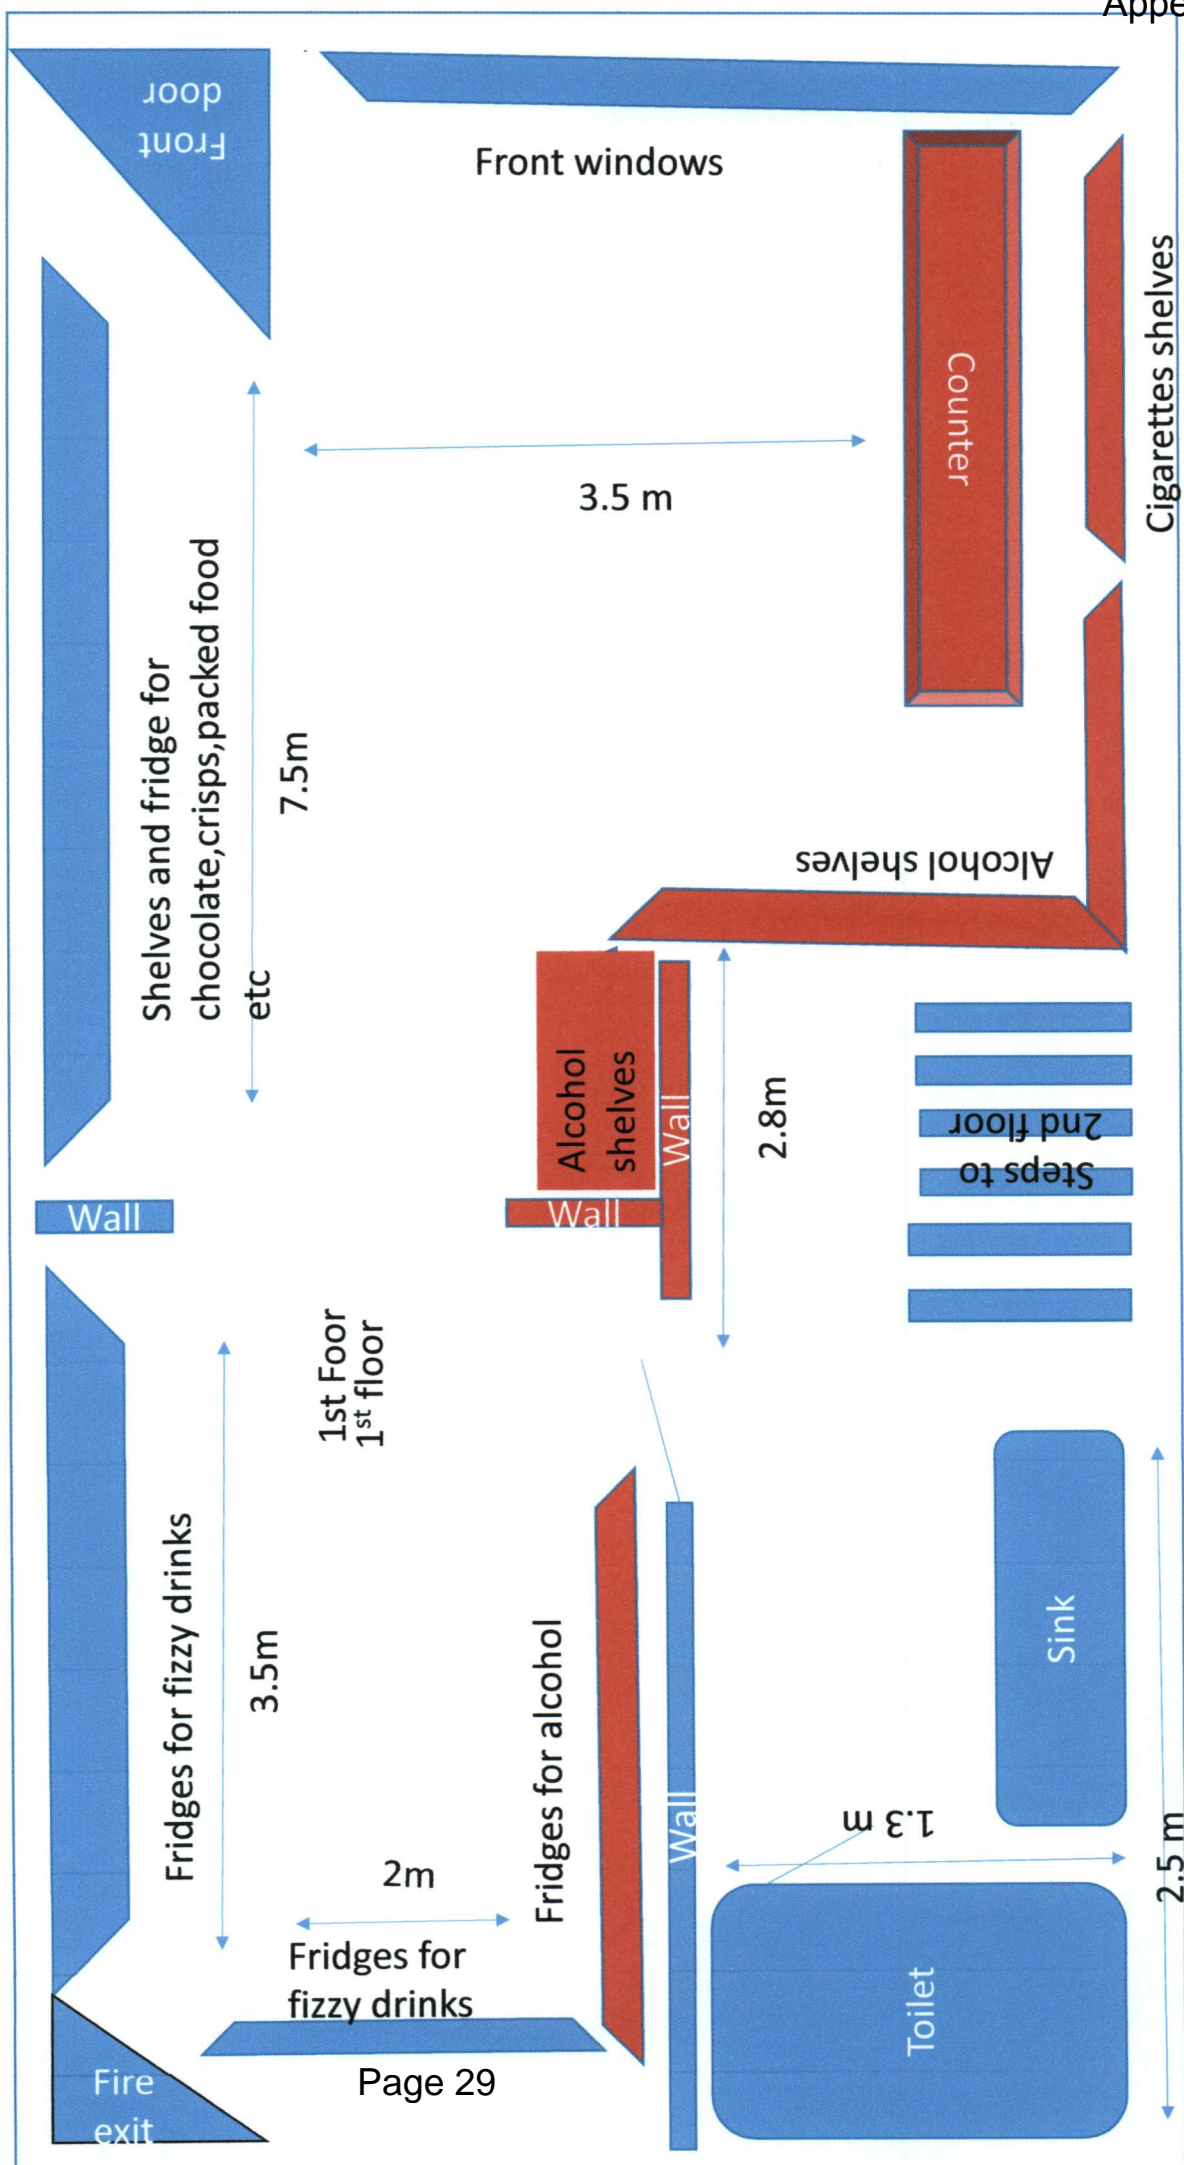 Appe
Front
door
Front windows
Counter
Cigarettes shelves
3.5 m
Shelves and fridge for
chocolate,crisps,packed food
etc
7.5m
Alcohol shelves
Alcohol
shelves
Wall
Wall
Wall
2.8m
Steps to
2nd floor
1st Foor
1st floor
Fridges for fizzy drinks
3.5m
Fridges for alcohol
Wall
Sink
1.3 m
2.5 m
2m
Fridges for
fizzy drinks
Toilet
Fire
exit
Page 29